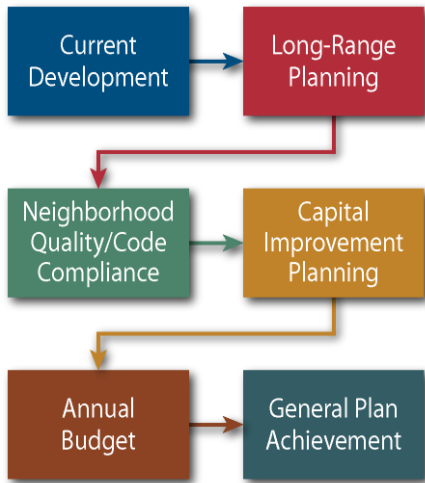 Current
Development
Long-Range
Planning
Neighborhood
Quality/Code
Compliance
Capital
Improvement
Planning
Annual
Budget
General Plan
Achievement